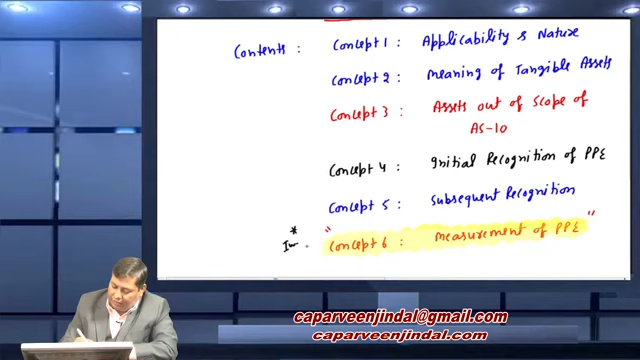 Contents : Concept 1 : Applicability & Nature
Concept 2 : Meaning of Tangible Assets
Concept 3 : Assets out of Scope of
AS-10
Concept 4 : Initial Recognition of PPE
Concept 5 : Subsequent Recognition
*
" Concept 6 : Measurement of PPE "
caparveenjindal@gmail.com
caparveenjindal.com